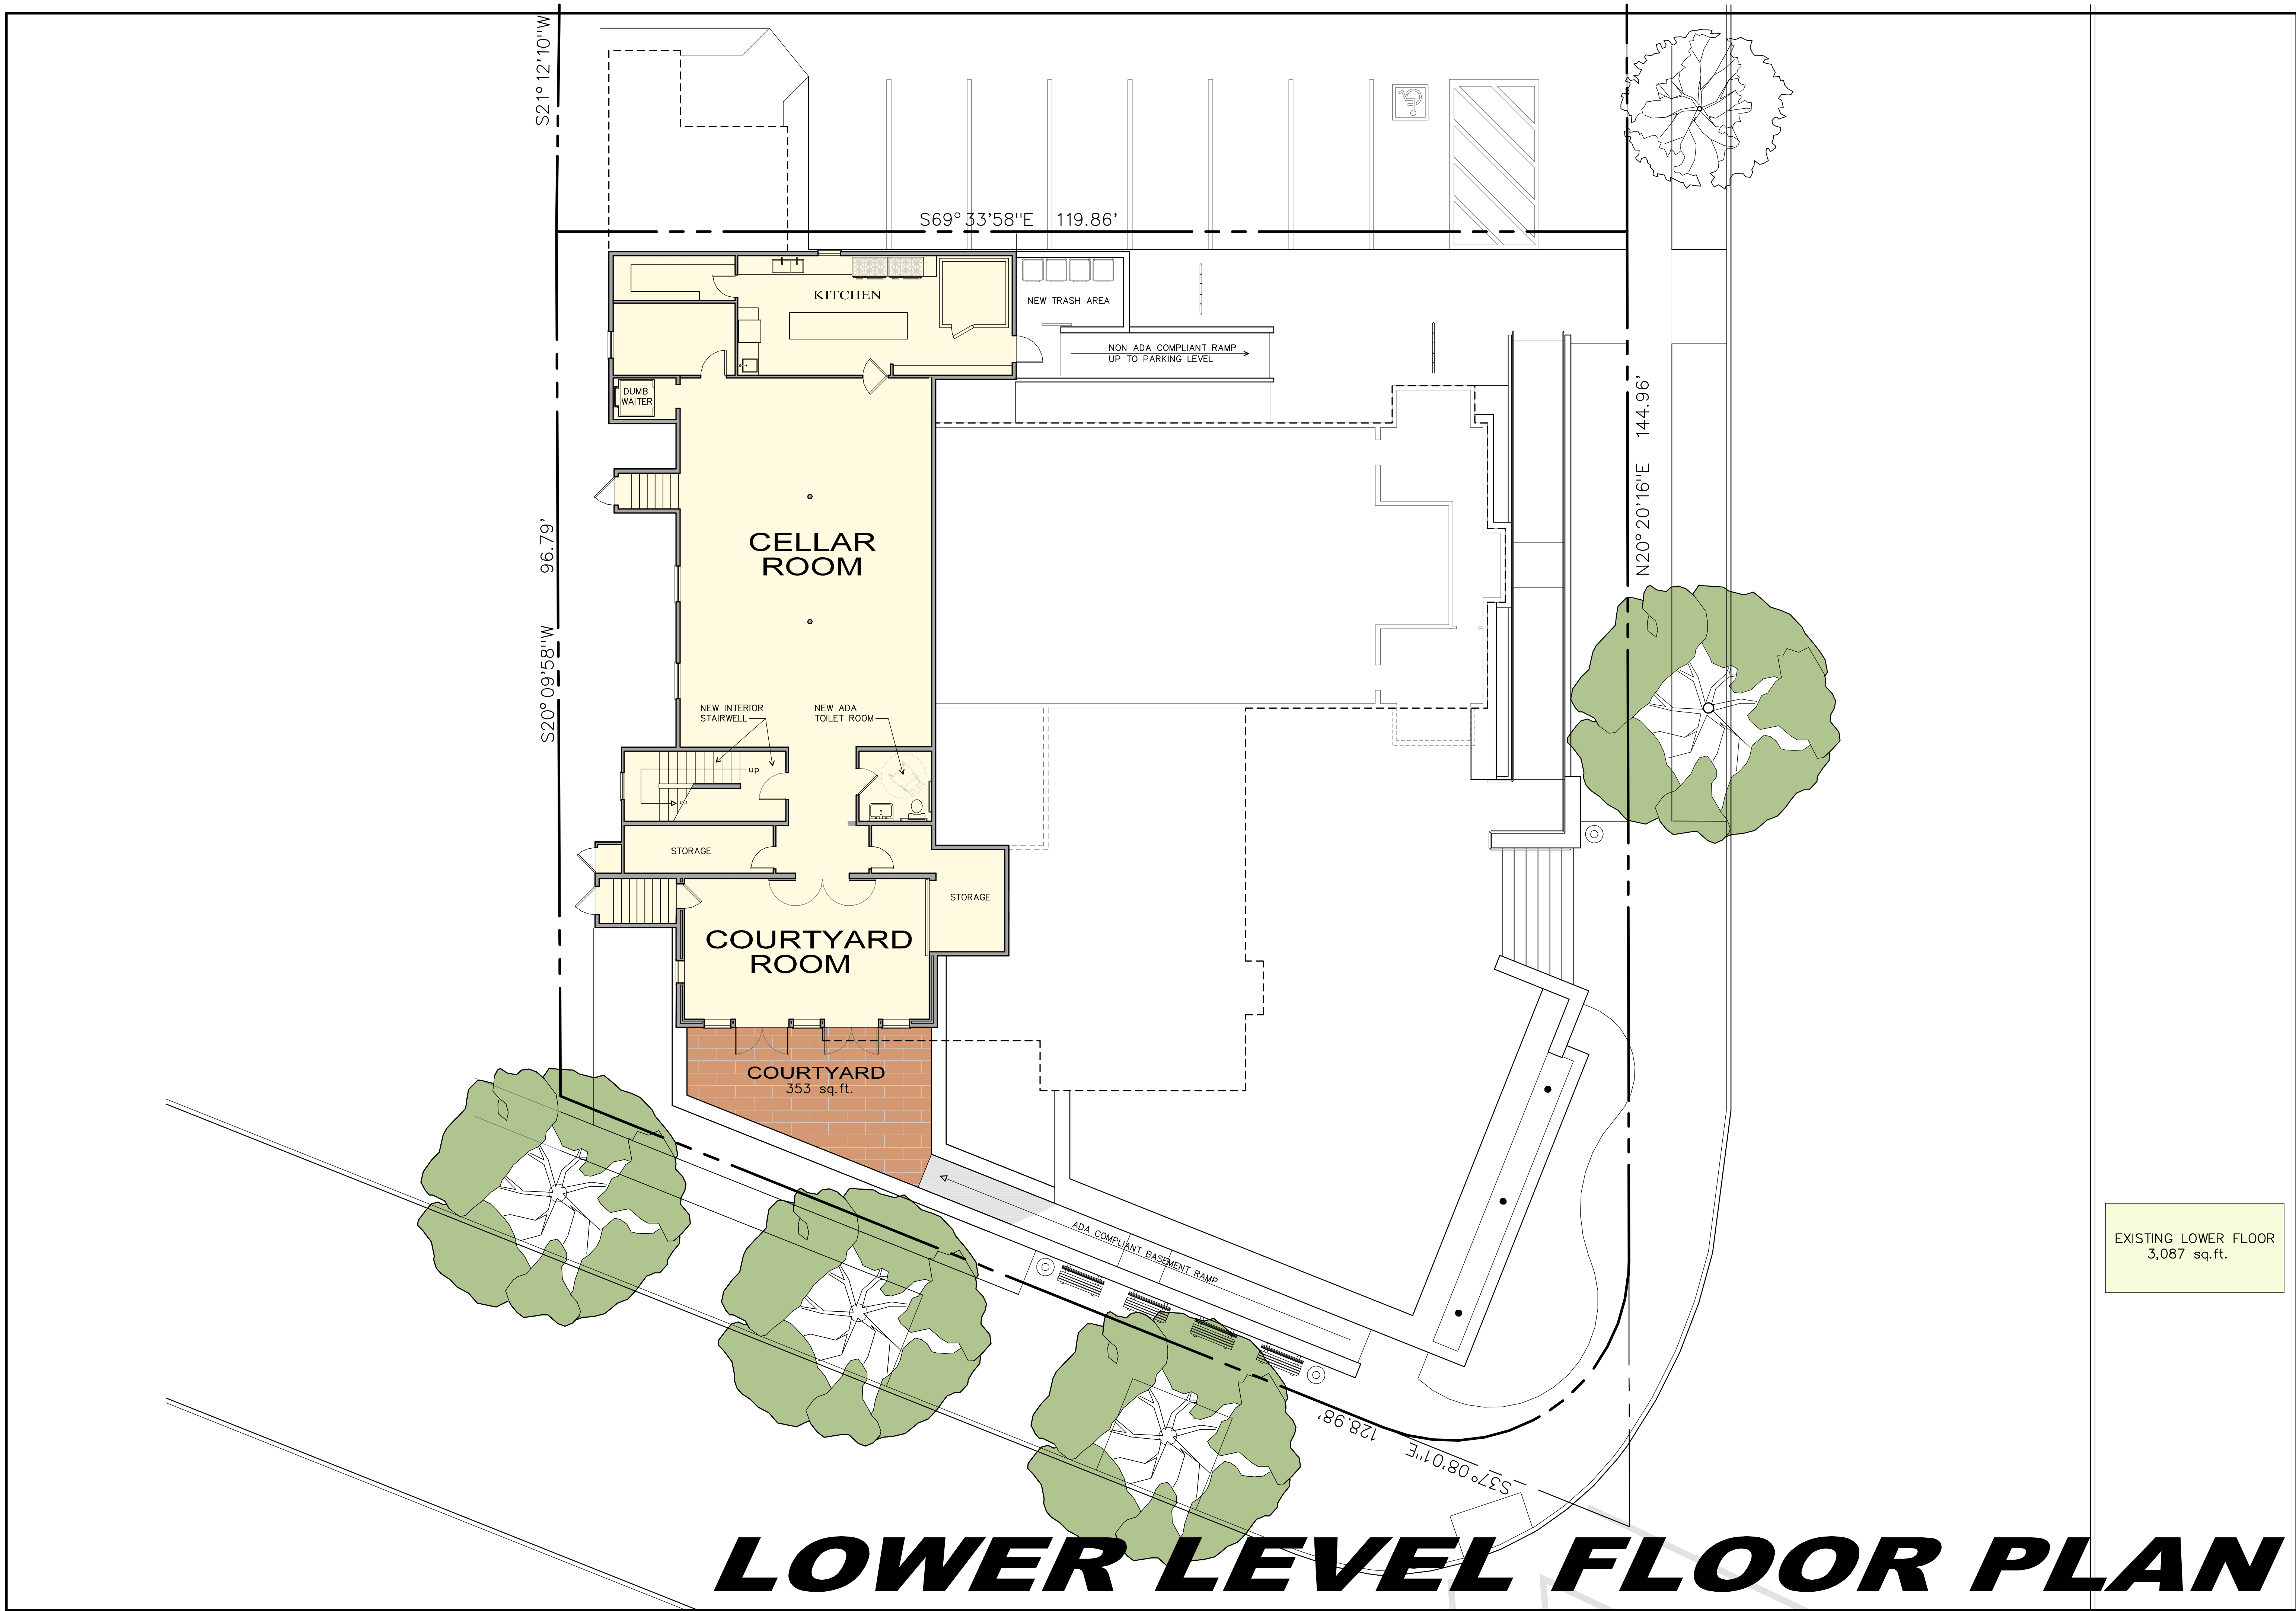 S21°12'10"W
S69°33'58"E 119.86'
KITCHEN
NEW TRASH AREA
NON ADA COMPLIANT RAMP
UP TO PARKING LEVEL
DUMB
WAITER
N20°20'16"E 144.96'
CELLAR
ROOM
S20°09'58"W 96.79'
NEW INTERIOR
STAIRWELL
NEW ADA
TOILET ROOM
up
STORAGE
STORAGE
COURTYARD
ROOM
COURTYARD
353 sq.ft.
ADA COMPLIANT BASEMENT RAMP
EXISTING LOWER FLOOR
3,087 sq.ft.
S37°08'01"E 128.98'
LOWER LEVEL FLOOR PLAN